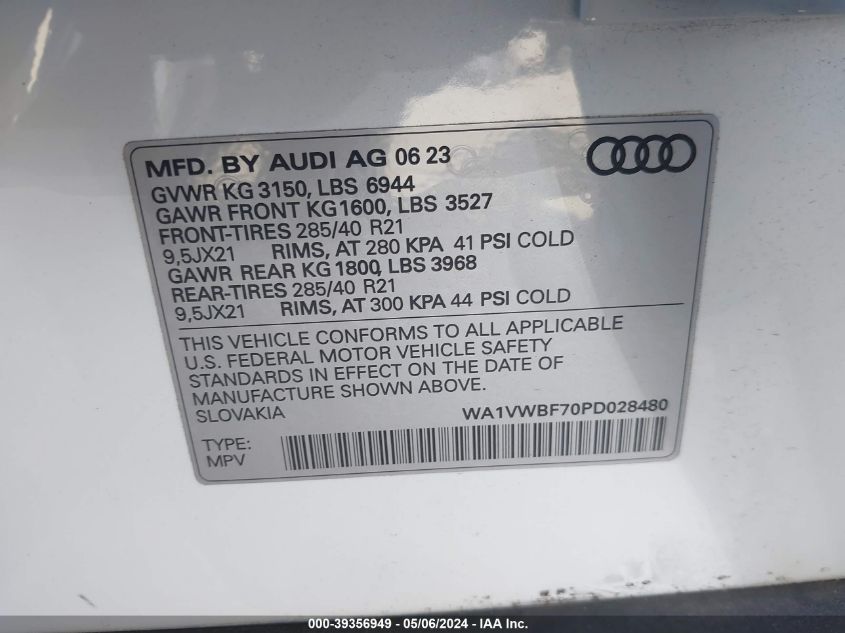 MFD. BY AUDI AG 06 23
GVWR KG 3150, LBS 6944
GAWR FRONT KG1600, LBS 3527
FRONT-TIRES 285/40 R21
9,5JX21 RIMS, AT 280 KPA 41 PSI COLD
GAWR REAR KG1800, LBS 3968
REAR-TIRES 285/40 R21
9,5JX21 RIMS, AT 300 KPA 44 PSI COLD
THIS VEHICLE CONFORMS TO ALL APPLICABLE
U.S. FEDERAL MOTOR VEHICLE SAFETY
STANDARDS IN EFFECT ON THE DATE OF
MANUFACTURE SHOWN ABOVE.
SLOVAKIA WA1VWBF70PD028480
TYPE:
MPV
000-39356949 - 05/06/2024 - IAA Inc.